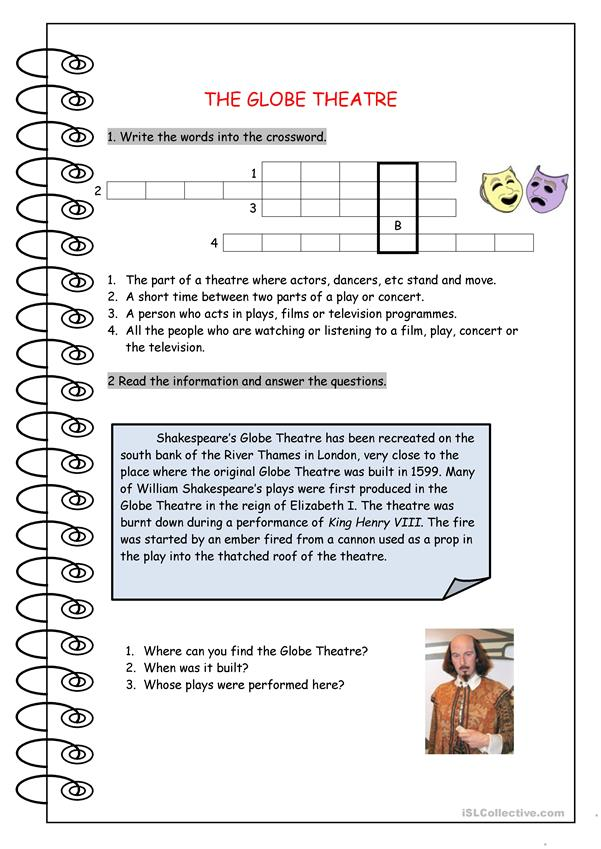 THE GLOBE THEATRE
1. Write the words into the crossword.
1
2
3
B
4
1. The part of a theatre where actors, dancers, etc stand and move.
2. A short time between two parts of a play or concert.
3. A person who acts in plays, films or television programmes.
4. All the people who are watching or listening to a film, play, concert or
the television.
2 Read the information and answer the questions.
Shakespeare's Globe Theatre has been recreated on the
south bank of the River Thames in London, very close to the
place where the original Globe Theatre was built in 1599. Many
of William Shakespeare's plays were first produced in the
Globe Theatre in the reign of Elizabeth I. The theatre was
burnt down during a performance of King Henry VIII. The fire
was started by an ember fired from a cannon used as a prop in
the play into the thatched roof of the theatre.
1. Where can you find the Globe Theatre?
2. When was it built?
3. Whose plays were performed here?
iSLCollective.com